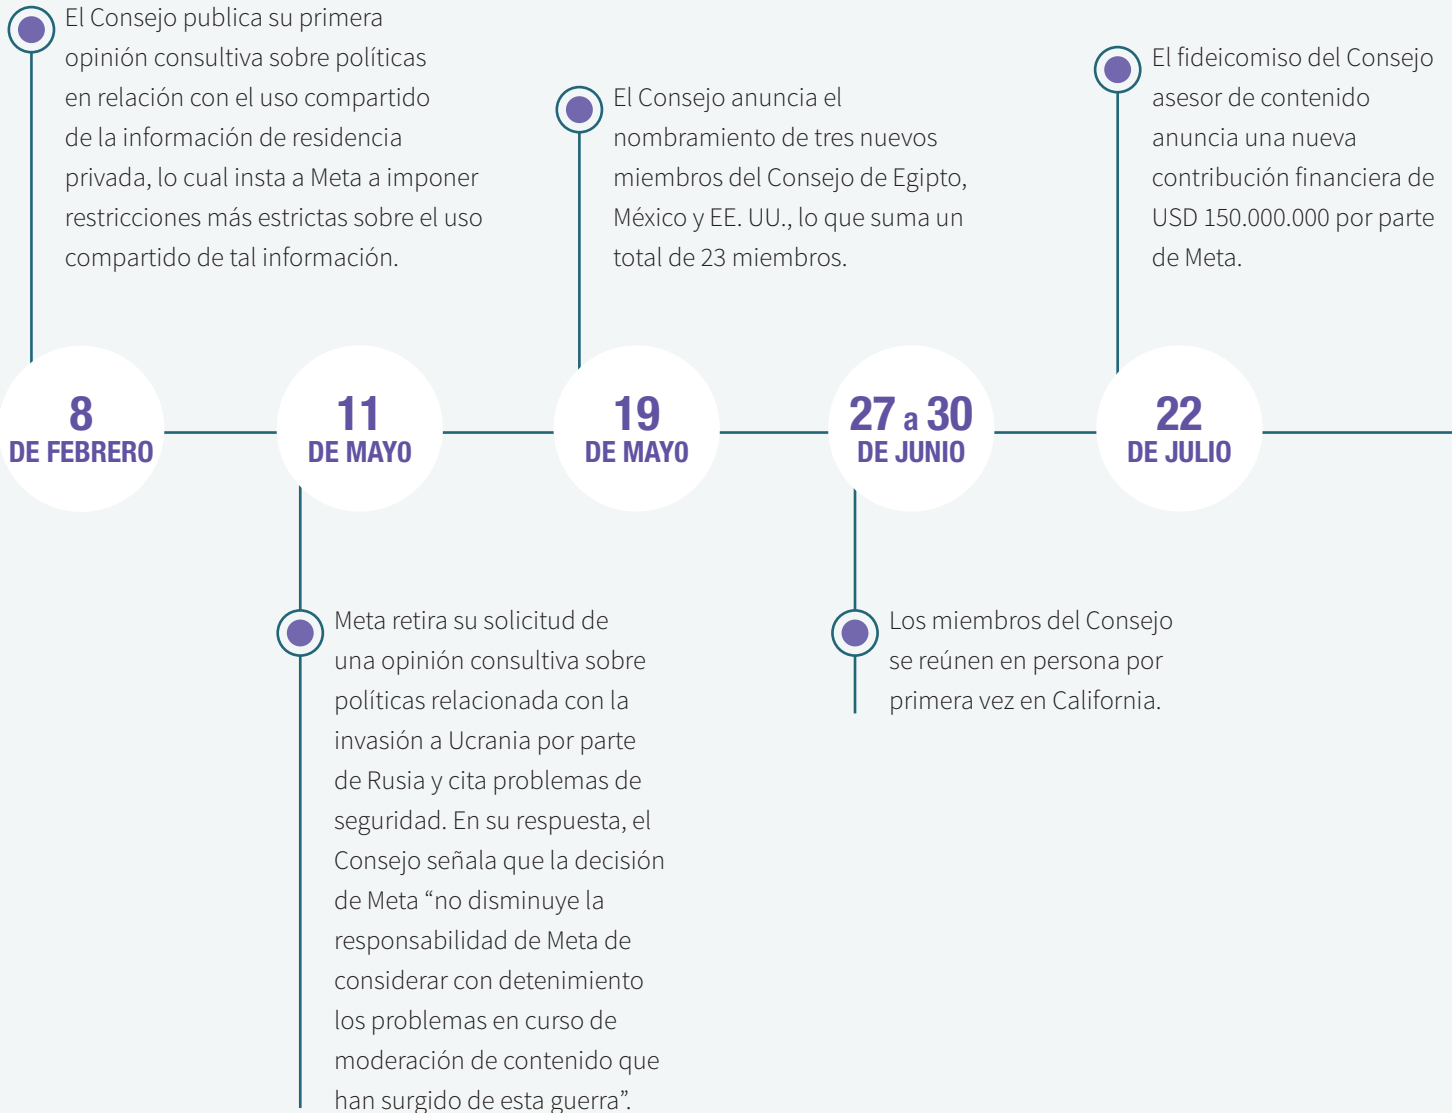 El Consejo publica su primera
opinión consultiva sobre políticas
en relación con el uso compartido
de la información de residencia
privada, lo cual insta a Meta a imponer
restricciones más estrictas sobre el uso
compartido de tal información.
El Consejo anuncia el
nombramiento de tres nuevos
miembros del Consejo de Egipto,
México y EE. UU., lo que suma un
total de 23 miembros.
El fideicomiso del Consejo
asesor de contenido
anuncia una nueva
contribución financiera de
USD 150.000.000 por parte
de Meta.
8
DE FEBRERO
11
DE MAYO
19
DE MAYO
27 a 30
DE JUNIO
22
DE JULIO
Meta retira su solicitud de
una opinión consultiva sobre
políticas relacionada con la
invasión a Ucrania por parte
de Rusia y cita problemas de
seguridad. En su respuesta, el
Consejo señala que la decisión
de Meta “no disminuye la
responsabilidad de Meta de
considerar con detenimiento
los problemas en curso de
moderación de contenido que
han surgido de esta guerra”.
Los miembros del Consejo
se reúnen en persona por
primera vez en California.